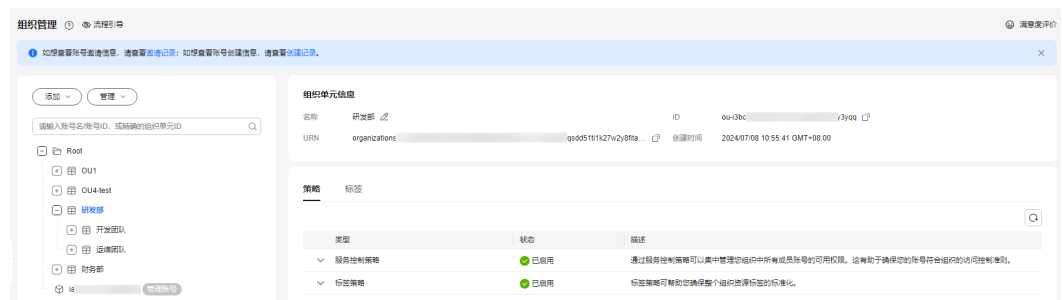 组织管理 流程引导 满意度评价
如想查看账号邀请信息，请查看邀请记录；如想查看账号创建信息，请查看创建记录。
添加 管理
请输入账号名/账号ID，或精确的组织单元ID
Root
OU1
OU4-test
研发部
开发团队
运维团队
财务部
管理账号
组织单元信息
名称 研发部 ID ou-i3bc y3yqq
URN organizations qsdd51ti1k27w2y8fita... 创建时间 2024/07/08 10:55:41 GMT+08:00
策略 标签
类型 状态 描述
服务控制策略 已启用 通过服务控制策略可以集中管理您组织中所有成员账号的可用权限。这有助于确保您的账号符合组织的访问控制准则。
标签策略 已启用 标签策略可帮助您确保整个组织资源标签的标准化。